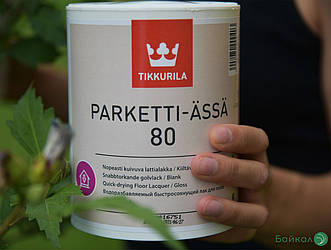 TIKKURILA
PARKETTI-ÄSSÄ
80
Nopeasti kuivuva lattialakka / Kiiltävä
Snabbtorkande golvlack / Blank
Quick-drying Floor Lacquer / Gloss
Водоразбавляемый быстросохнущий лак для
Байкал